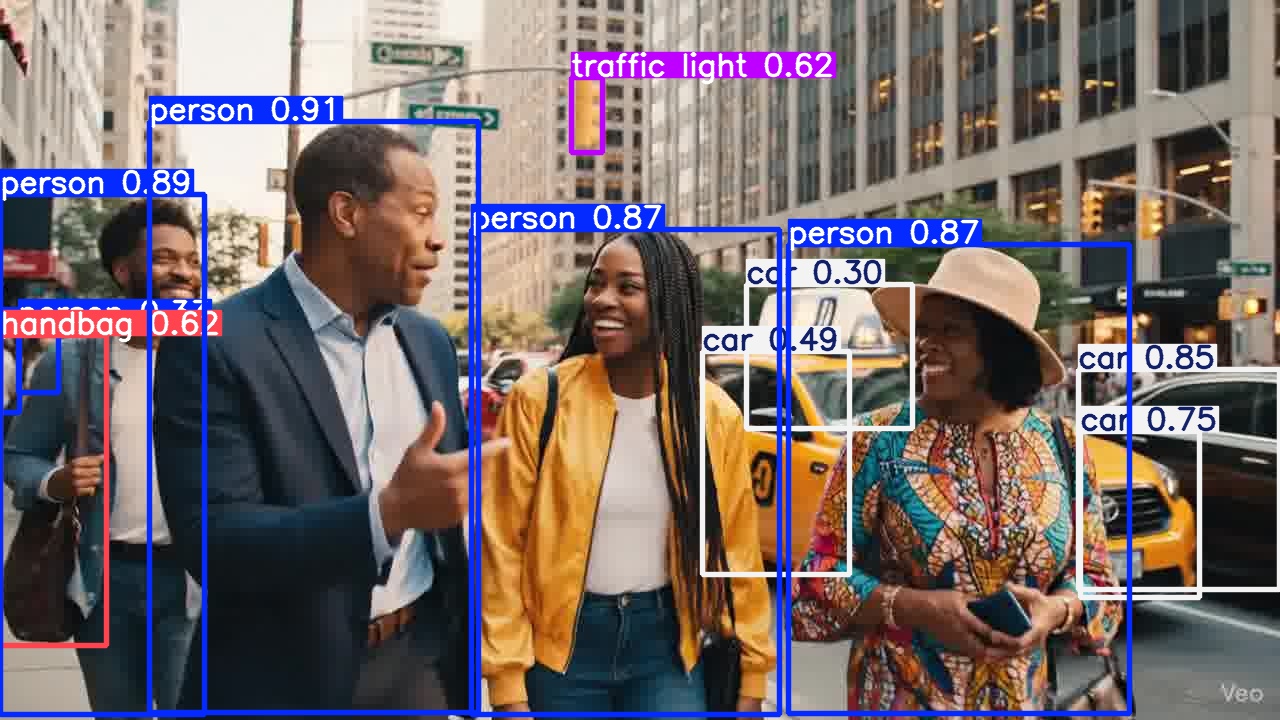 traffic light 0.62
person 0.91
person 0.89
person 0.87
person 0.87
car 0.30
handbag 0.62
car 0.49
car 0.85
car 0.75
Veo